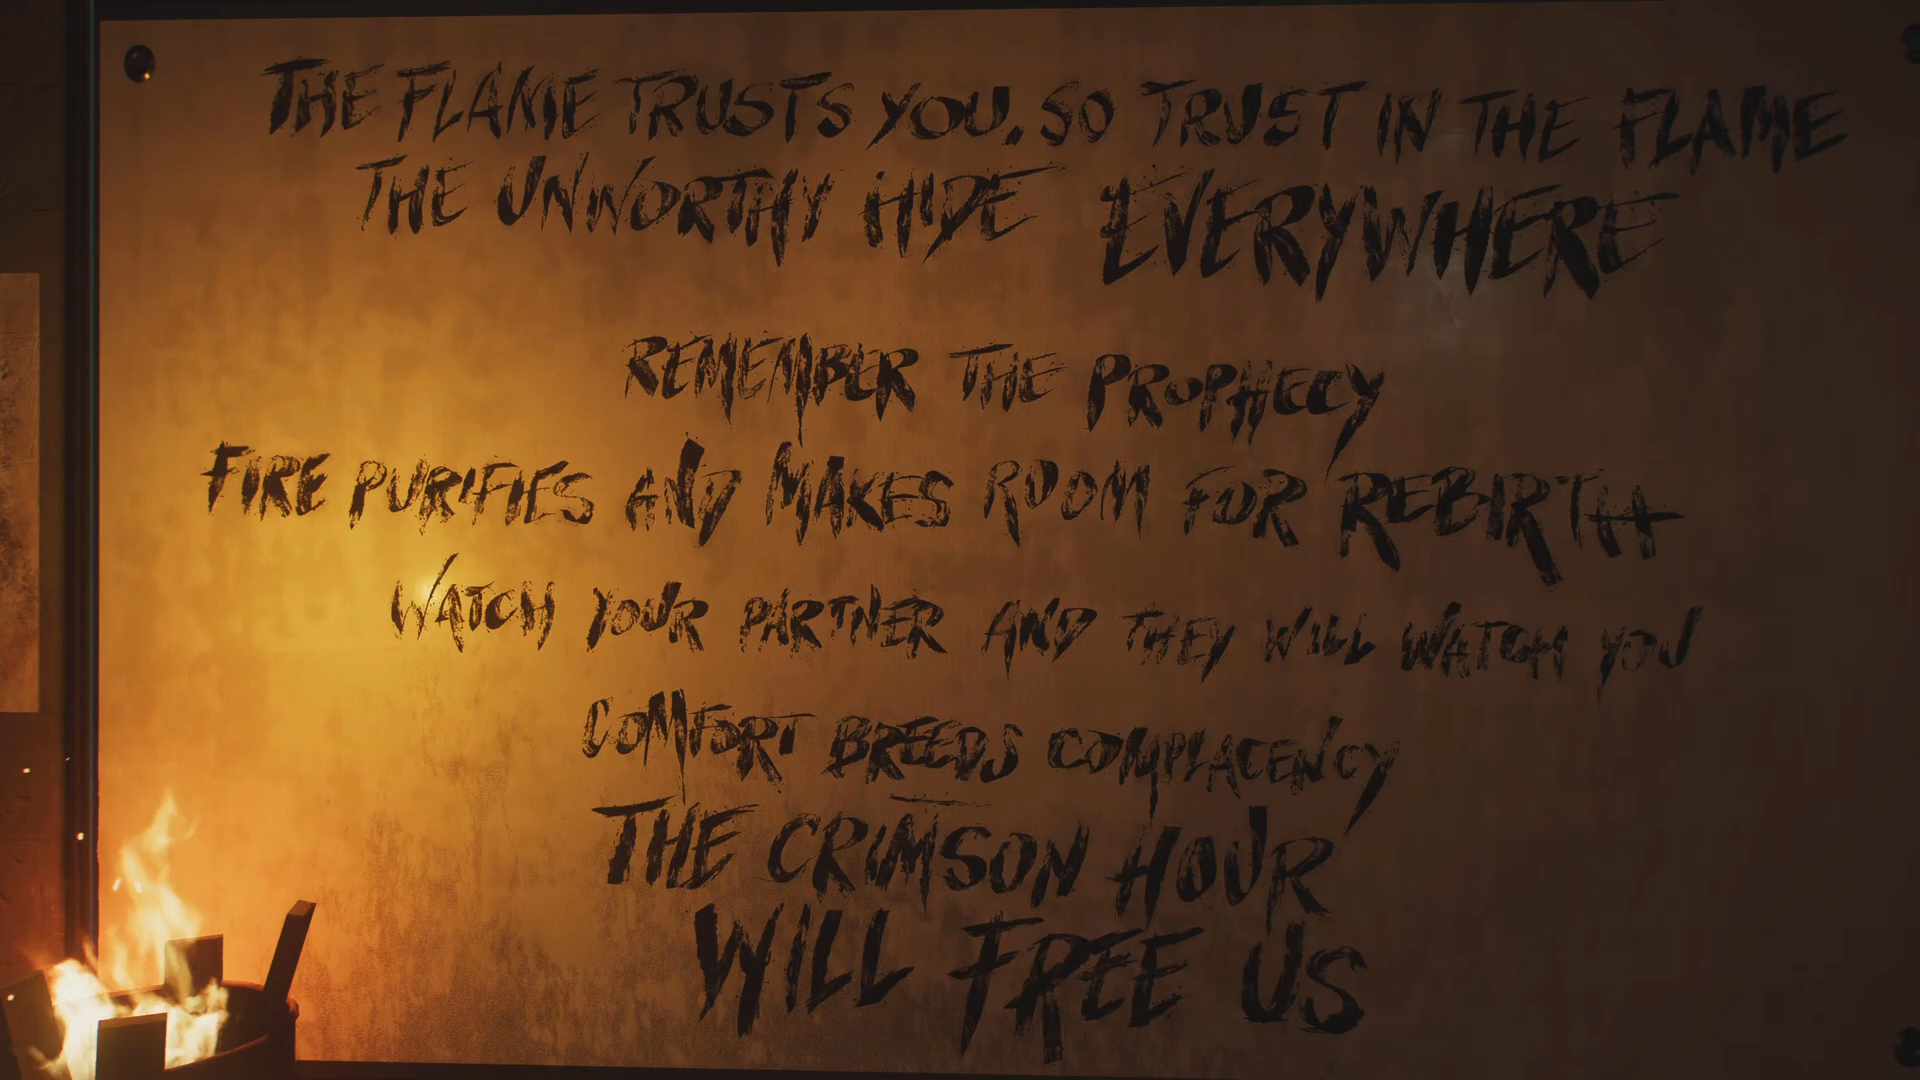 THE FLAME TRUSTS YOU. SO TRUST IN THE FLAME
THE UNWORTHY HIDE EVERYWHERE
REMEMBER THE PROPHECY
FIRE PURIFIES AND MAKES ROOM FOR REBIRTH
WATCH YOUR PARTNER AND THEY WILL WATCH YOU
COMFORT BREEDS COMPLACENCY
THE CRIMSON HOUR
WILL FREE US